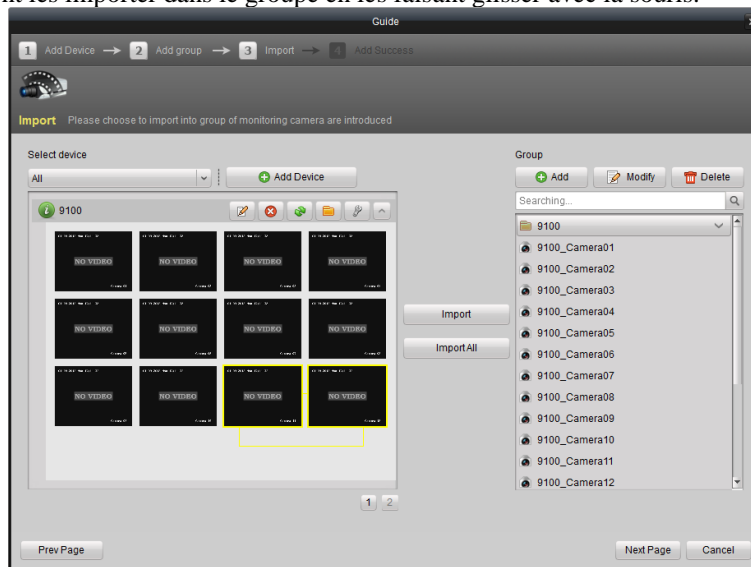 nt les importer dans le groupe en les faisant glisser avec la souris.
Guide
1 Add Device → 2 Add group → 3 Import → 4 Add Success
Import Please choose to import into group of monitoring camera are introduced
Select device
All
Add Device
9100
NO VIDEO NO VIDEO NO VIDEO NO VIDEO
NO VIDEO NO VIDEO NO VIDEO NO VIDEO
NO VIDEO NO VIDEO NO VIDEO NO VIDEO
1 2
Import
Import All
Group
Add Modify Delete
Searching...
9100
9100_Camera01
9100_Camera02
9100_Camera03
9100_Camera04
9100_Camera05
9100_Camera06
9100_Camera07
9100_Camera08
9100_Camera09
9100_Camera10
9100_Camera11
9100_Camera12
Prev Page
Next Page Cancel